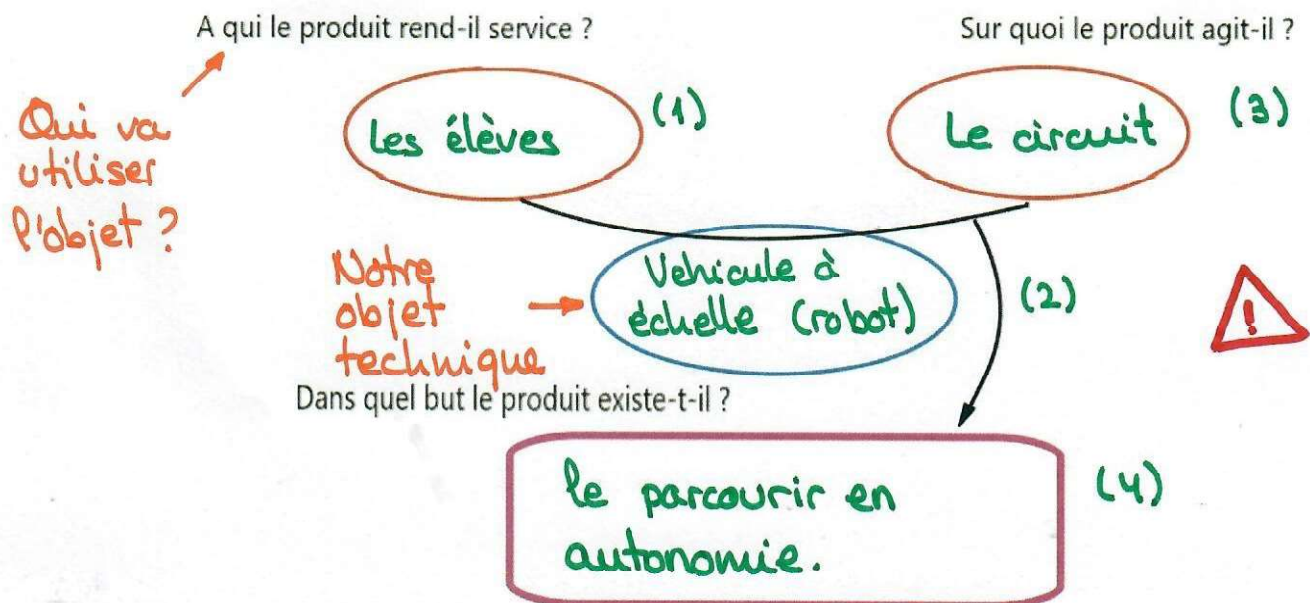 A qui le produit rend-il service ?
Sur quoi le produit agit-il ?
Qui va
utiliser
l'objet ?
Les élèves
(1)
Le circuit
(3)
Notre
objet
technique
Vehicule à
échelle (robot)
(2)
!
Dans quel but le produit existe-t-il ?
le parcourir en
autonomie.
(4)